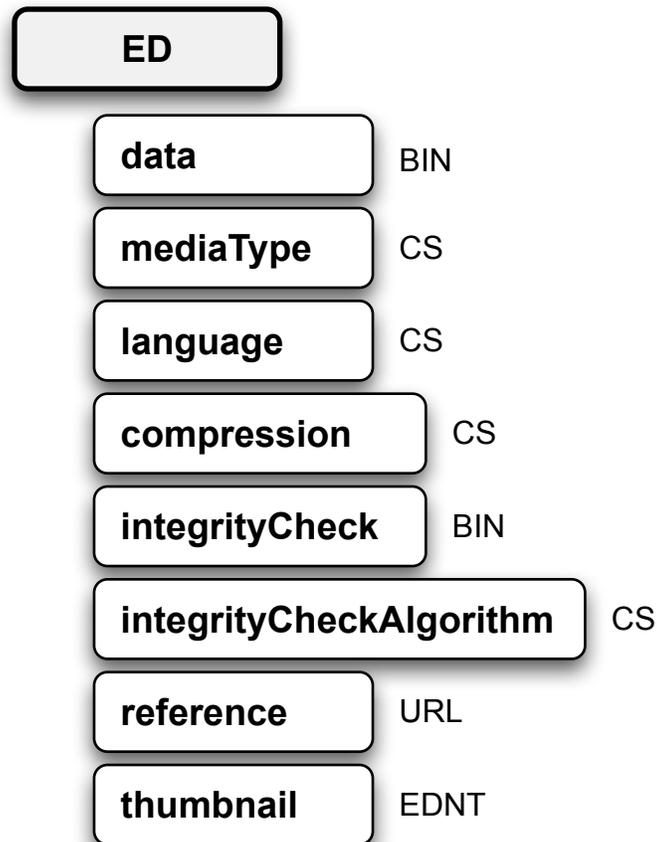 ED
data BIN
mediaType CS
language CS
compression CS
integrityCheck BIN
integrityCheckAlgorithm CS
reference URL
thumbnail EDNT